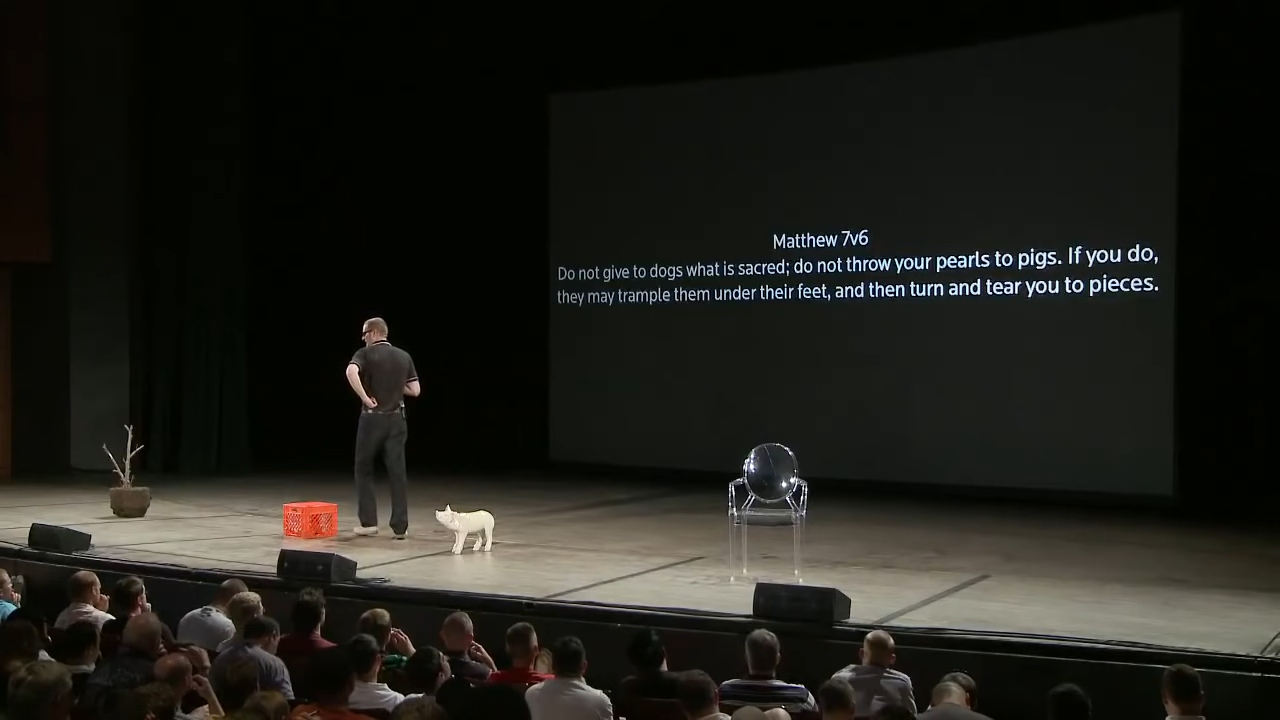 Matthew 7v6
Do not give to dogs what is sacred; do not throw your pearls to pigs. If you do,
they may trample them under their feet, and then turn and tear you to pieces.